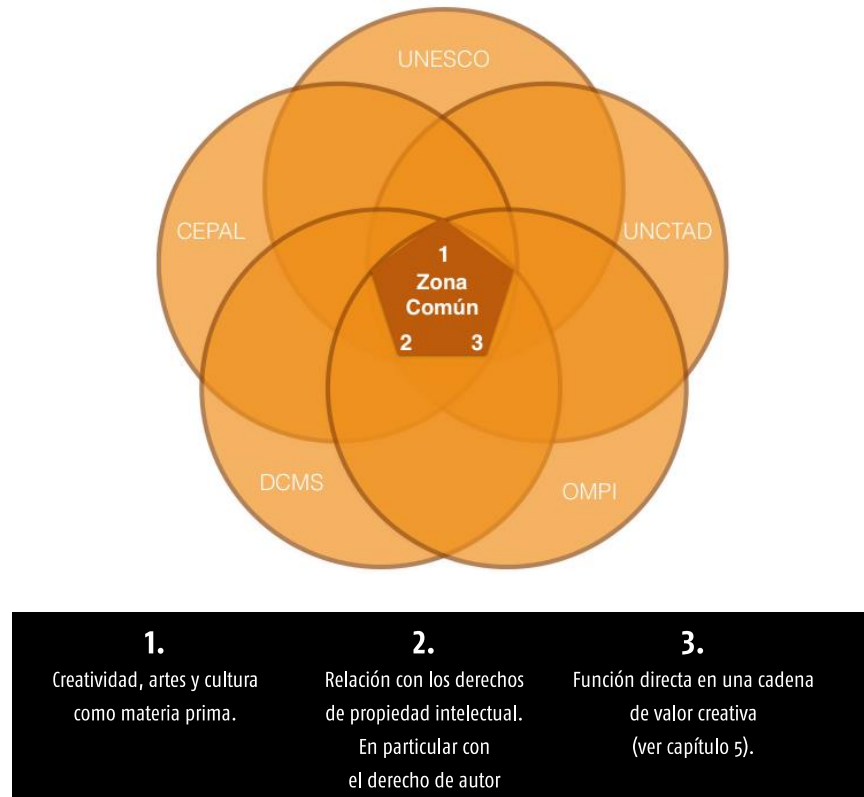 UNESCO
CEPAL
UNCTAD
1
Zona
Común
2 3
DCMS
OMPI
1.
Creatividad, artes y cultura
como materia prima.
2.
Relación con los derechos
de propiedad intelectual.
En particular con
el derecho de autor
3.
Función directa en una cadena
de valor creativa
(ver capítulo 5).